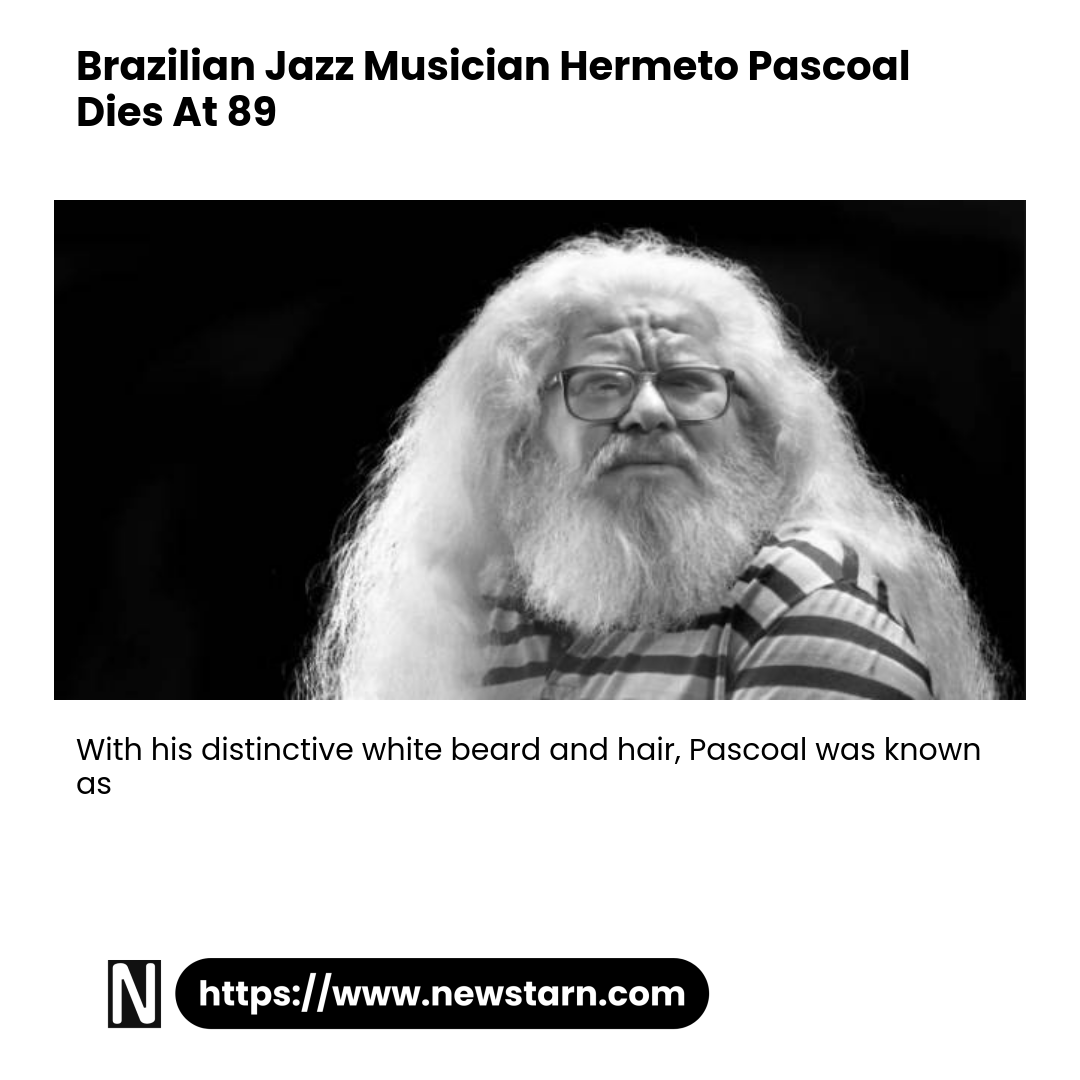 Brazilian Jazz Musician Hermeto Pascoal
Dies At 89
With his distinctive white beard and hair, Pascoal was known
as
N
https://www.newstarn.com